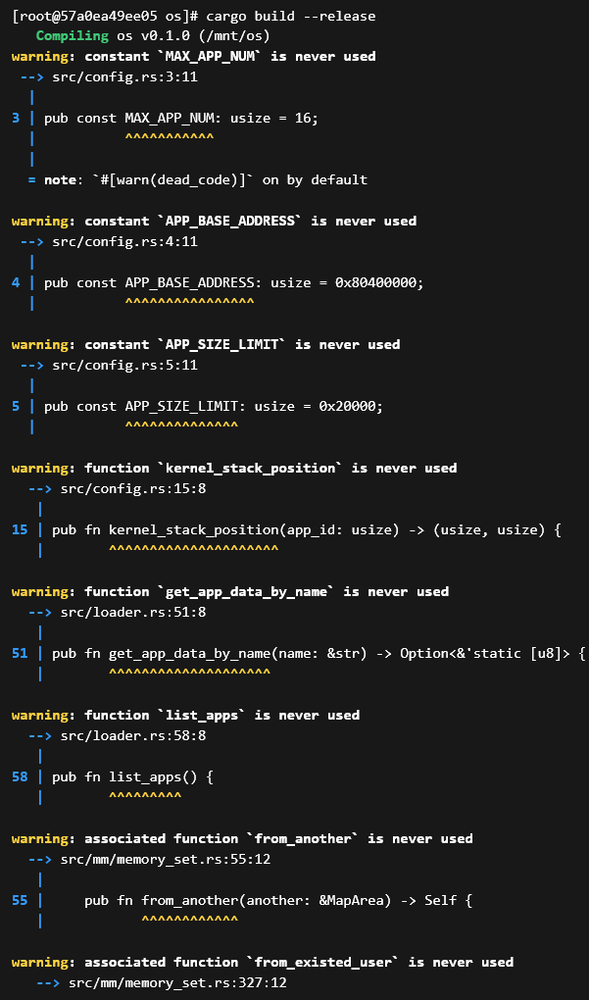 [root@57a0ea49ee05 os]# cargo build --release
   Compiling os v0.1.0 (/mnt/os)
warning: constant `MAX_APP_NUM` is never used
 --> src/config.rs:3:11
  |
3 | pub const MAX_APP_NUM: usize = 16;
  |           ^^^^^^^^^^^
  |
  = note: `#[warn(dead_code)]` on by default

warning: constant `APP_BASE_ADDRESS` is never used
 --> src/config.rs:4:11
  |
4 | pub const APP_BASE_ADDRESS: usize = 0x80400000;
  |           ^^^^^^^^^^^^^^^^

warning: constant `APP_SIZE_LIMIT` is never used
 --> src/config.rs:5:11
  |
5 | pub const APP_SIZE_LIMIT: usize = 0x20000;
  |           ^^^^^^^^^^^^^^

warning: function `kernel_stack_position` is never used
  --> src/config.rs:15:8
   |
15 | pub fn kernel_stack_position(app_id: usize) -> (usize, usize) {
   |        ^^^^^^^^^^^^^^^^^^^^^

warning: function `get_app_data_by_name` is never used
  --> src/loader.rs:51:8
   |
51 | pub fn get_app_data_by_name(name: &str) -> Option<&'static [u8]> {
   |        ^^^^^^^^^^^^^^^^^^^^

warning: function `list_apps` is never used
  --> src/loader.rs:58:8
   |
58 | pub fn list_apps() {
   |        ^^^^^^^^^

warning: associated function `from_another` is never used
  --> src/mm/memory_set.rs:55:12
   |
55 |     pub fn from_another(another: &MapArea) -> Self {
   |            ^^^^^^^^^^^^

warning: associated function `from_existed_user` is never used
   --> src/mm/memory_set.rs:327:12